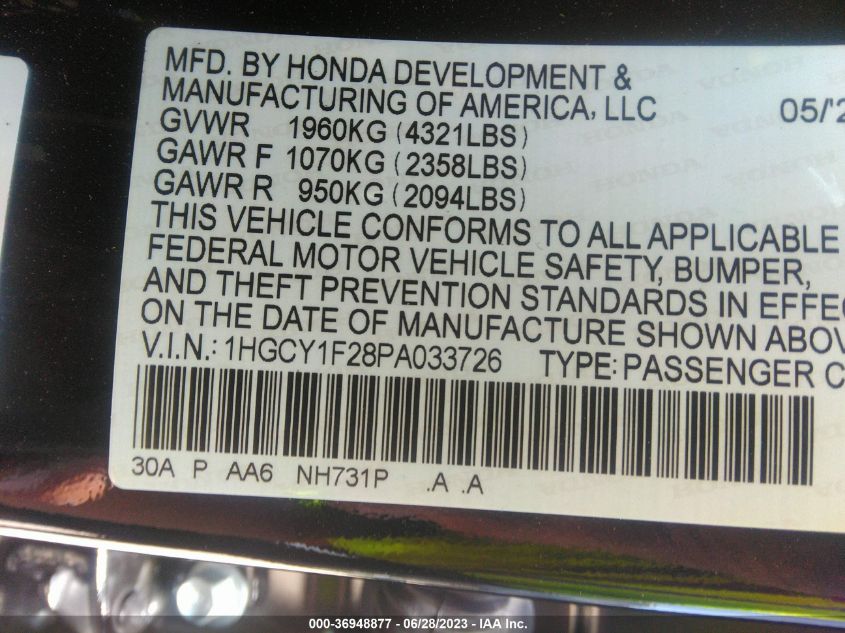 MFD. BY HONDA DEVELOPMENT &
MANUFACTURING OF AMERICA, LLC 05/'2
GVWR 1960KG (4321LBS)
GAWR F 1070KG (2358LBS)
GAWR R 950KG (2094LBS)
THIS VEHICLE CONFORMS TO ALL APPLICABLE
FEDERAL MOTOR VEHICLE SAFETY, BUMPER,
AND THEFT PREVENTION STANDARDS IN EFFEC
ON THE DATE OF MANUFACTURE SHOWN ABOV
V.I.N.: 1HGCY1F28PA033726 TYPE: PASSENGER C
30A P AA6 NH731P .A .A
000-36948877 / 06/28/2023 - IAA Inc.